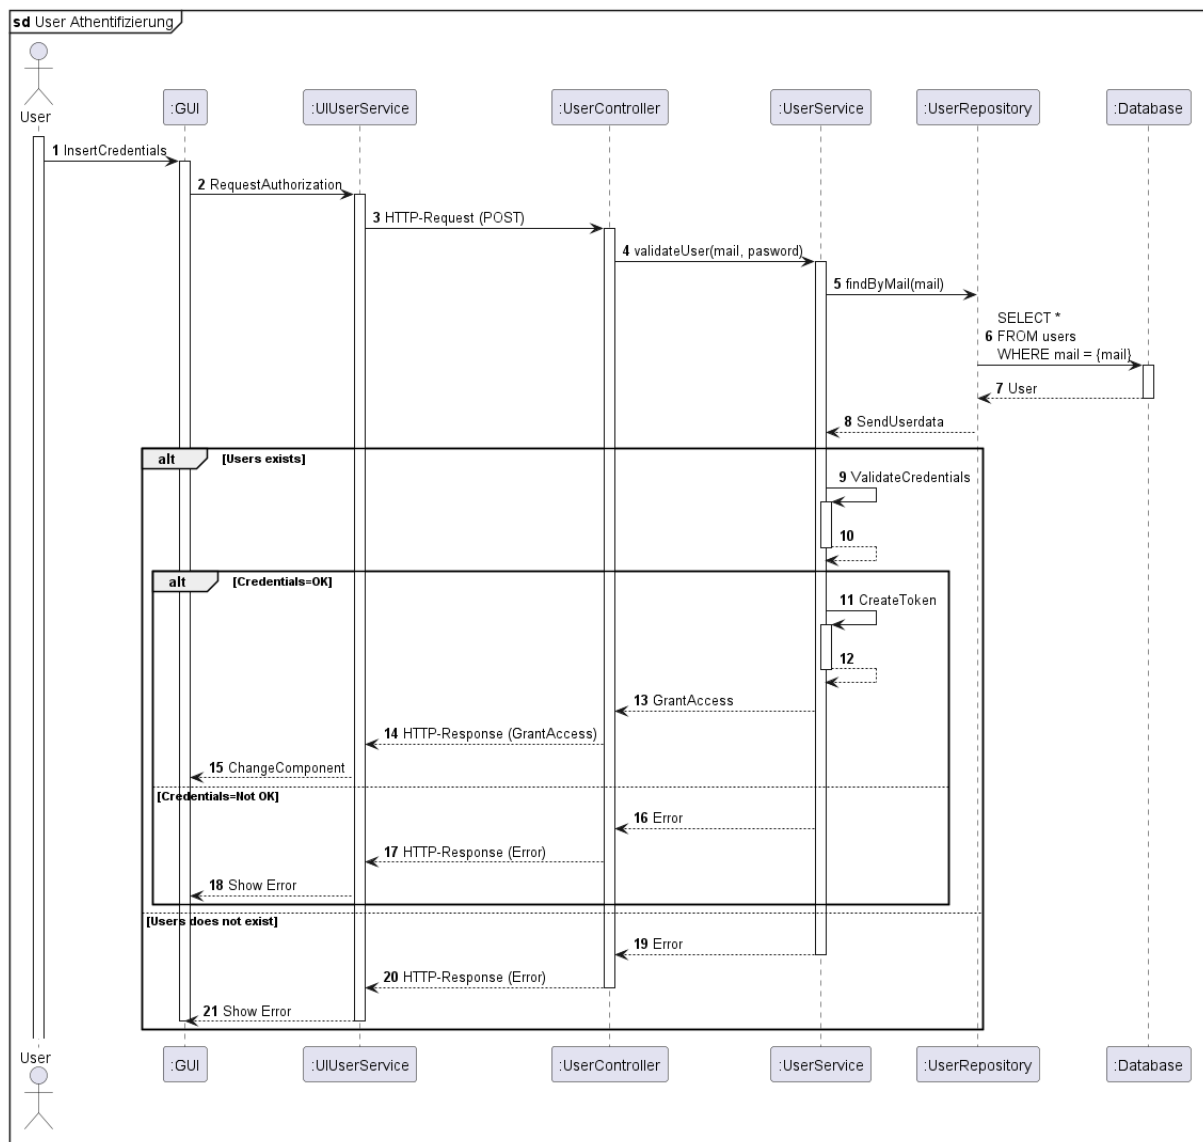 sd User Athentifizierung
User
:GUI
:UIUserService
:UserController
:UserService
:UserRepository
:Database
1 InsertCredentials
2 RequestAuthorization
3 HTTP-Request (POST)
4 validateUser(mail, pasword)
5 findByMail(mail)
SELECT *
6 FROM users
WHERE mail = {mail}
7 User
8 SendUserdata
alt [Users exists]
9 ValidateCredentials
10
alt [Credentials=OK]
11 CreateToken
12
13 GrantAccess
14 HTTP-Response (GrantAccess)
15 ChangeComponent
[Credentials=Not OK]
16 Error
17 HTTP-Response (Error)
18 Show Error
[Users does not exist]
19 Error
20 HTTP-Response (Error)
21 Show Error
User
:GUI
:UIUserService
:UserController
:UserService
:UserRepository
:Database